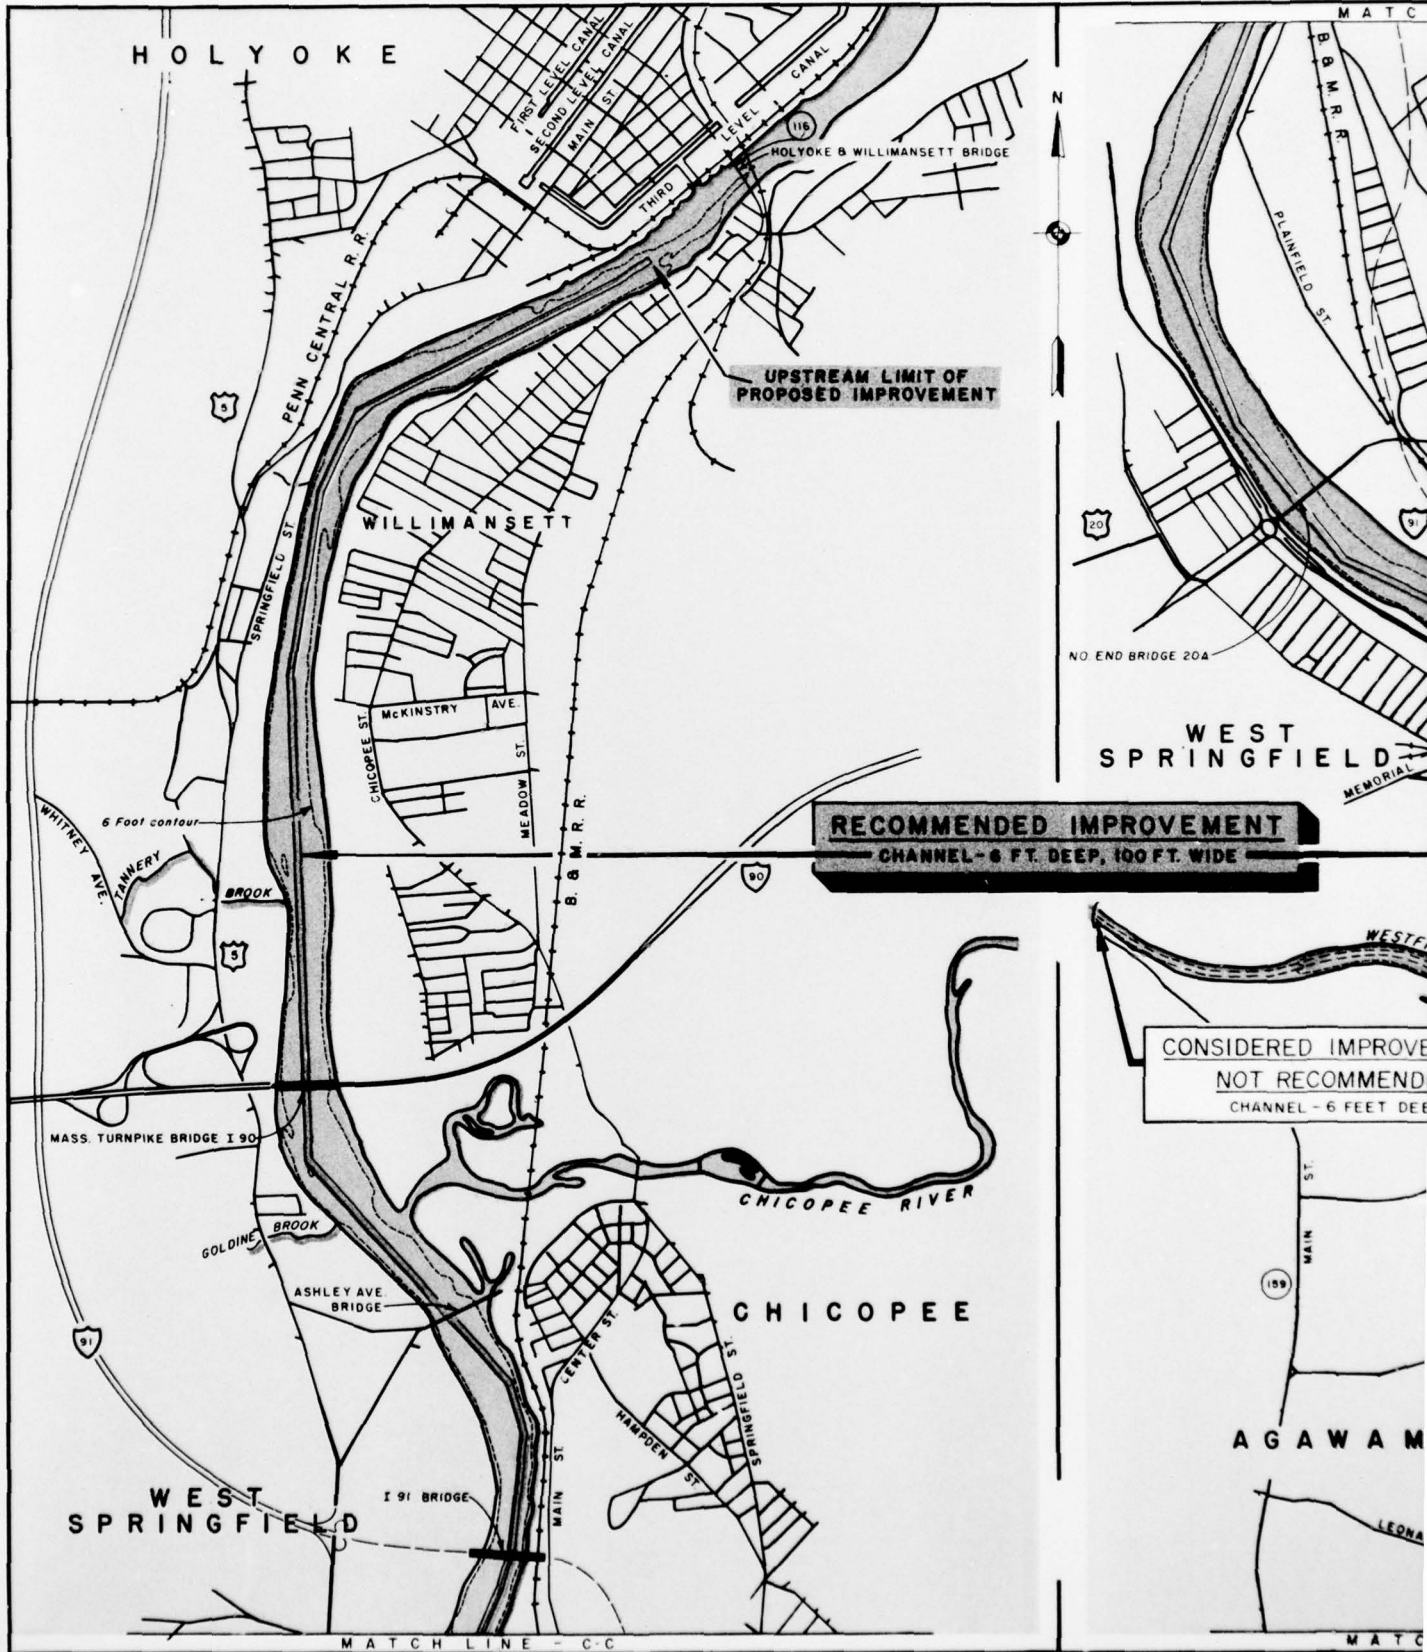 HOLYOKE
FIRST LEVEL CANAL
SECOND LEVEL CANAL
MAIN ST.
THIRD LEVEL CANAL
116
HOLYOKE & WILLIMANSETT BRIDGE
PENN CENTRAL R. R.
5
UPSTREAM LIMIT OF
PROPOSED IMPROVEMENT
WILLIMANSETT
SPRINGFIELD ST.
McKINSTRY AVE.
CHICOPEE ST.
MEADOW ST.
B. & M. R. R.
6 Foot contour
WHITNEY AVE.
TANNERY
BROOK
5
90
MASS. TURNPIKE BRIDGE I 90
CHICOPEE RIVER
GOLDINE BROOK
ASHLEY AVE.
BRIDGE
CENTER ST.
CHICOPEE
91
HAMPDEN ST
SPRINGFIELD ST.
MAIN ST.
WEST
SPRINGFIELD
I 91 BRIDGE
MATCH LINE - C-C
N
MATC
B & M. R. R.
PLAINFIELD ST.
20
91
NO. END BRIDGE 20A
WEST
SPRINGFIELD
MEMORIAL
RECOMMENDED IMPROVEMENT
CHANNEL-6 FT. DEEP, 100 FT. WIDE
WESTFI
CONSIDERED IMPROVE
NOT RECOMMEND
CHANNEL - 6 FEET DEE
MAIN ST.
159
AGAWAM
LEONA
MATC